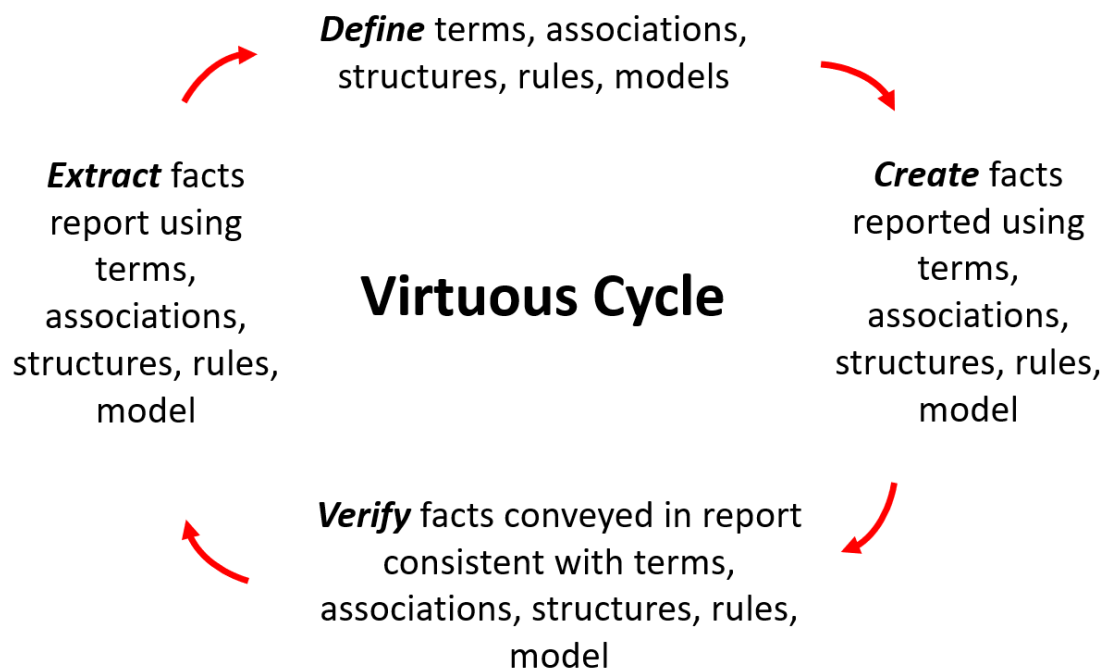 Define terms, associations,
structures, rules, models
Extract facts
report using
terms,
associations,
structures, rules,
model
Virtuous Cycle
Create facts
reported using
terms,
associations,
structures, rules,
model
Verify facts conveyed in report
consistent with terms,
associations, structures, rules,
model